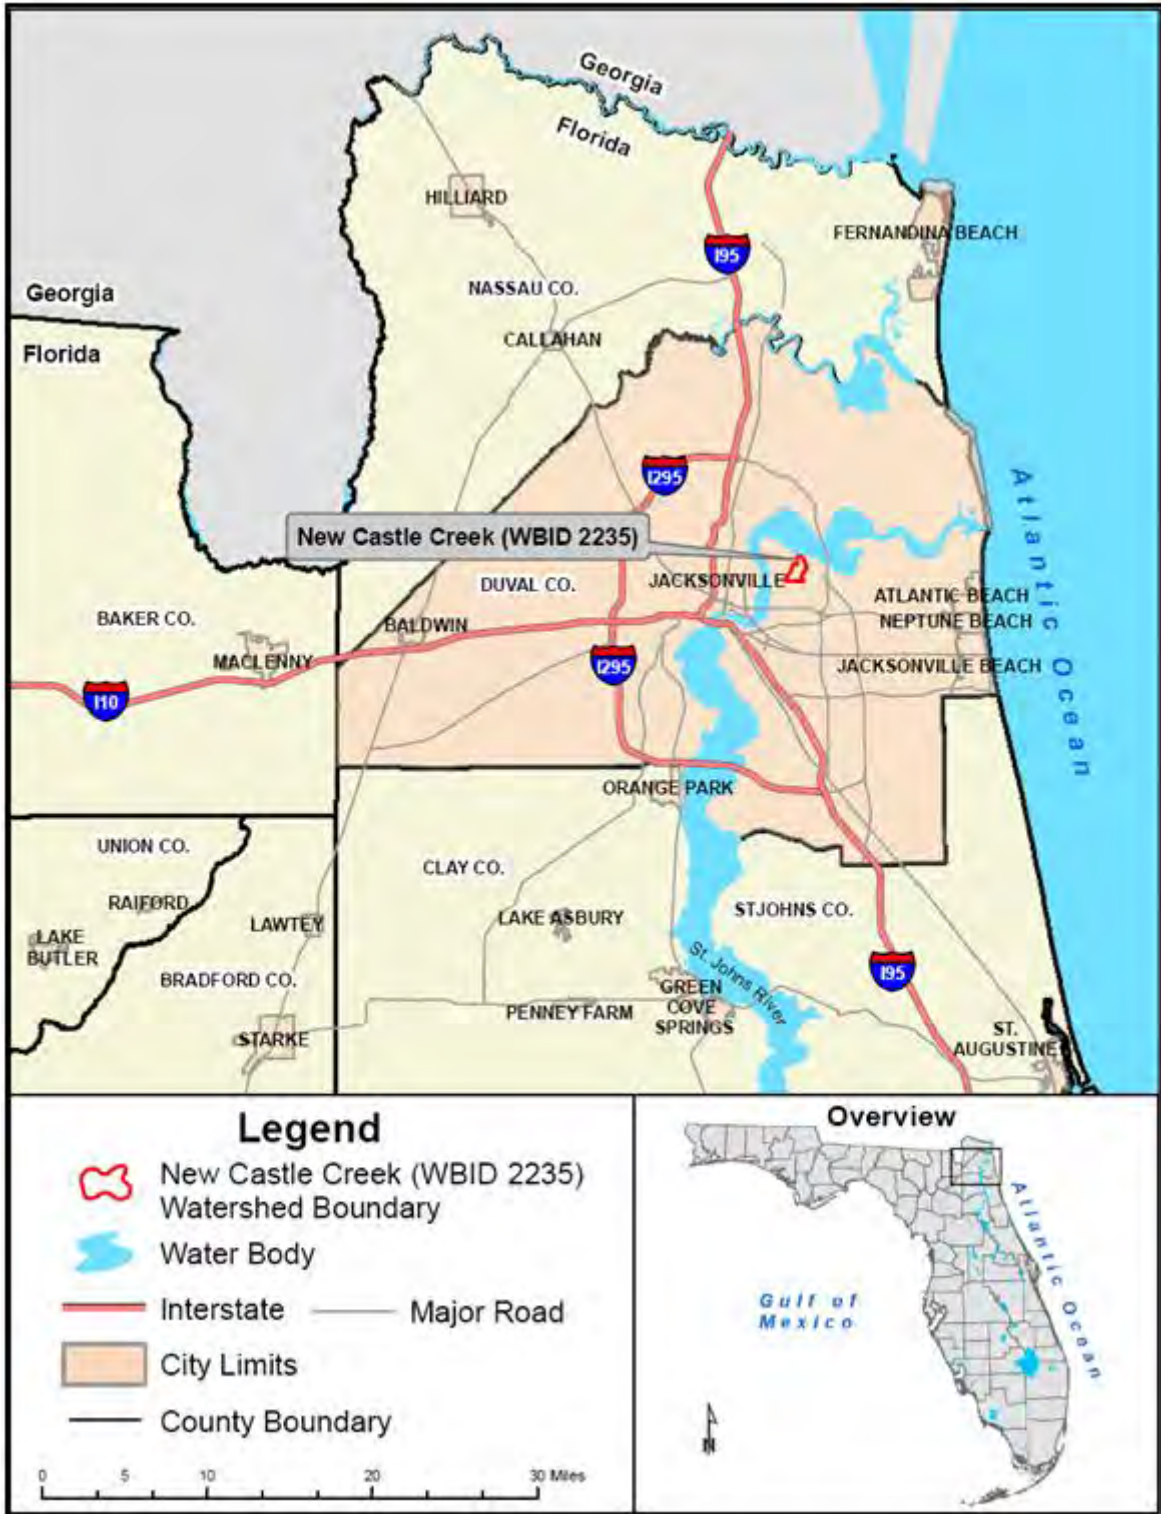 Georgia
Florida
HILLIARD
FERNANDINA BEACH
I95
NASSAU CO.
Georgia
CALLAHAN
Florida
I295
Atlantic Ocean
New Castle Creek (WBID 2235)
JACKSONVILLE
DUVAL CO.
ATLANTIC BEACH
BAKER CO.
BALDWIN
NEPTUNE BEACH
MACLENNY
I295
JACKSONVILLE BEACH
I10
ORANGE PARK
UNION CO.
CLAY CO.
RAIFORD
STJOHNS CO.
LAWTEY
LAKE ASBURY
LAKE
BUTLER
St. Johns River
I95
BRADFORD CO.
GREEN
COVE
SPRINGS
PENNEY FARM
STARKE
ST.
AUGUSTINE
Legend
New Castle Creek (WBID 2235)
Watershed Boundary
Water Body
Interstate
Major Road
City Limits
County Boundary
0 5 10 20 30 Miles
Overview
Atlantic Ocean
Gulf of
Mexico
N